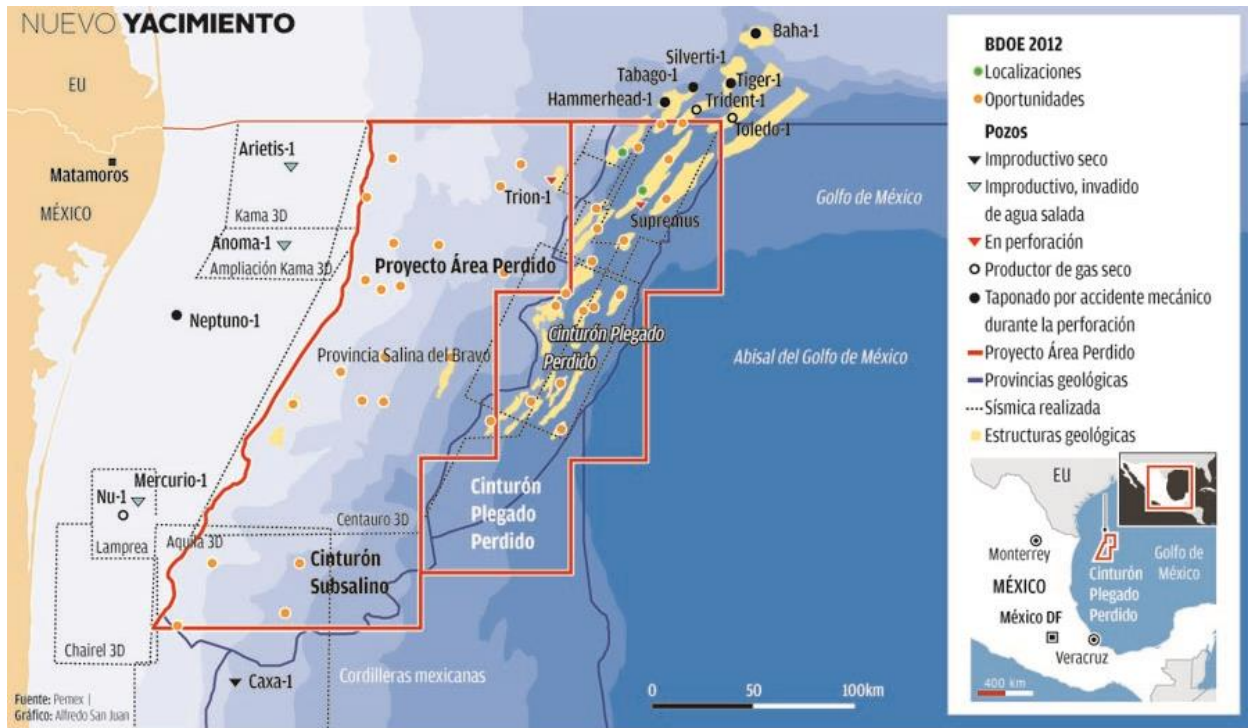 NUEVO YACIMIENTO
EU
Matamoros
MÉXICO
Arietis-1
Kama 3D
Anoma-1
Ampliación Kama 3D
Neptuno-1
Nu-1
Mercurio-1
Lamprea
Aquila 3D
Chairel 3D
Caxa-1
Baha-1
Silverti-1
Tabago-1
Tiger-1
Hammerhead-1
Trident-1
Toledo-1
Trion-1
Supremus
Proyecto Área Perdido
Provincia Salina del Bravo
Cinturón Plegado
Perdido
Golfo de México
Abisal del Golfo de México
Centauro 3D
Cinturón
Plegado
Perdido
Cinturón
Subsalino
Cordilleras mexicanas
0 50 100km
Fuente: Pemex |
Gráfico: Alfredo San Juan
BDOE 2012
Localizaciones
Oportunidades
Pozos
Improductivo seco
Improductivo, invadido
de agua salada
En perforación
Productor de gas seco
Taponado por accidente mecánico
durante la perforación
Proyecto Área Perdido
Provincias geológicas
Sísmica realizada
Estructuras geológicas
EU
Monterrey
MÉXICO
México DF
Veracruz
Golfo de
México
Cinturón
Plegado
Perdido
400 km